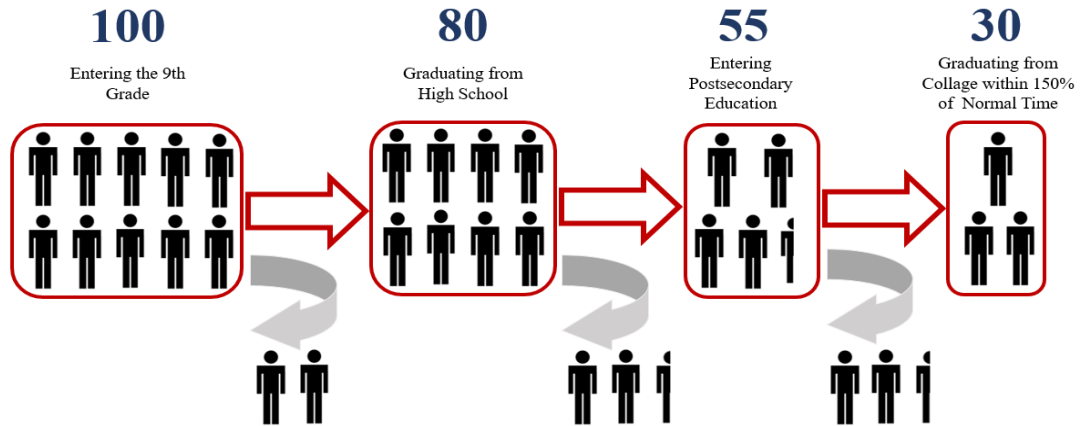 100
Entering the 9th
Grade
80
Graduating from
High School
55
Entering
Postsecondary
Education
30
Graduating from
Collage within 150%
of Normal Time